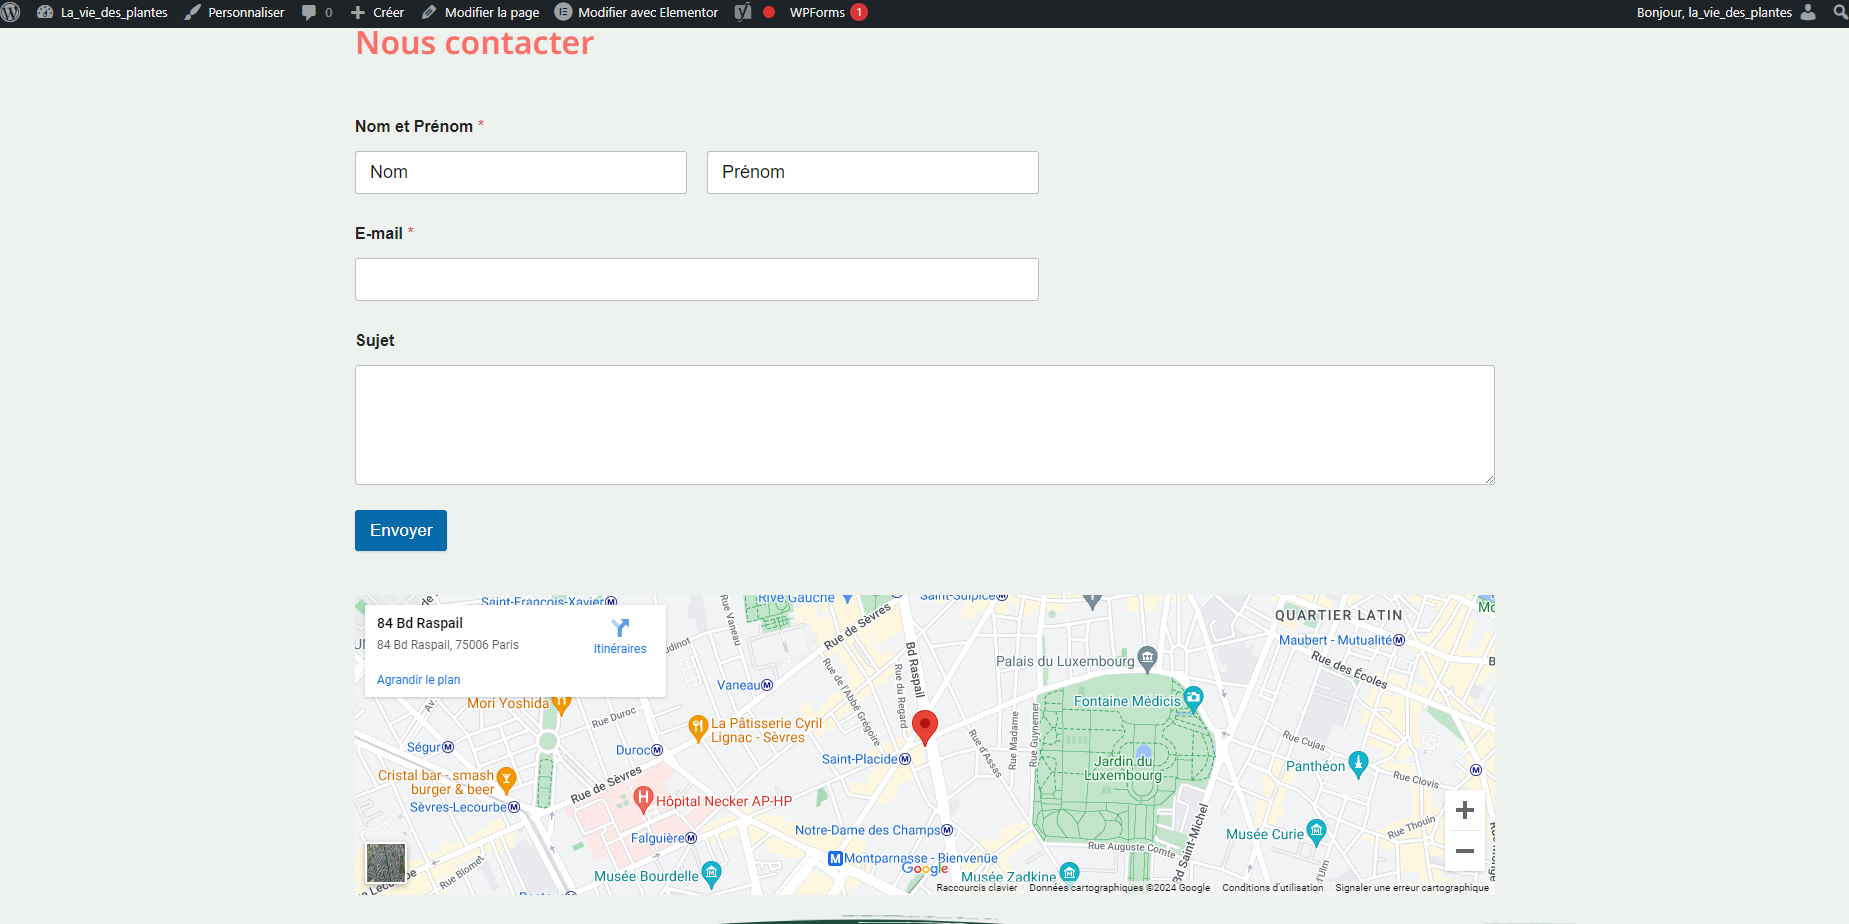 La_vie_des_plantes Personnaliser 0 Créer Modifier la page Modifier avec Elementor WPForms 1 Bonjour, la_vie_des_plantes
Nous contacter
Nom et Prénom *
Nom Prénom
E-mail *
Sujet
Envoyer
84 Bd Raspail
84 Bd Raspail, 75006 Paris
Itinéraires
Agrandir le plan
Saint-François-Xavier
Rive Gauche
Saint-Sulpice
Rue Vaneau
Rue de Sèvres
QUARTIER LATIN
Maubert - Mutualité
Rue des Écoles
Bd Raspail
Rue du Regard
Palais du Luxembourg
Fontaine Médicis
Vaneau
Rue de l'Abbé Grégoire
Mori Yoshida
Rue Duroc
La Pâtisserie Cyril
Lignac - Sèvres
Rue Madame
Rue Guynemer
Rue d'Assas
Ségur
Duroc
Saint-Placide
Rue Cujas
Panthéon
Rue Clovis
Jardin du
Luxembourg
Cristal bar - smash
burger & beer
Sèvres-Lecourbe
Rue de Sèvres
Hôpital Necker AP-HP
Bd Saint-Michel
Falguière
Notre-Dame des Champs
Musée Curie
Rue Thouin
Rue Auguste Comte
Montparnasse - Bienvenüe
Google
Rue Blomet
Musée Bourdelle
Musée Zadkine
Raccourcis clavier Données cartographiques ©2024 Google Conditions d'utilisation Signaler une erreur cartographique